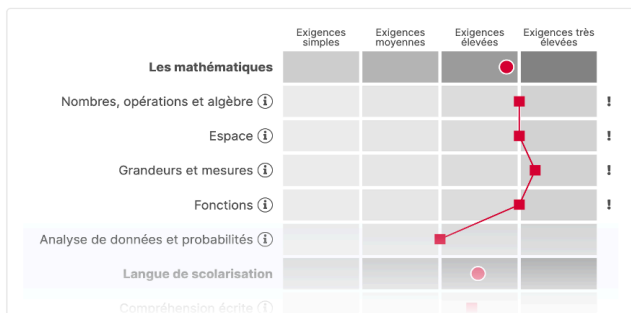 Exigences simples
Exigences moyennes
Exigences élevées
Exigences très élevées
Les mathématiques
Nombres, opérations et algèbre i
!
Espace i
!
Grandeurs et mesures i
!
Fonctions i
!
Analyse de données et probabilités i
Langue de scolarisation
Compréhension écrite i